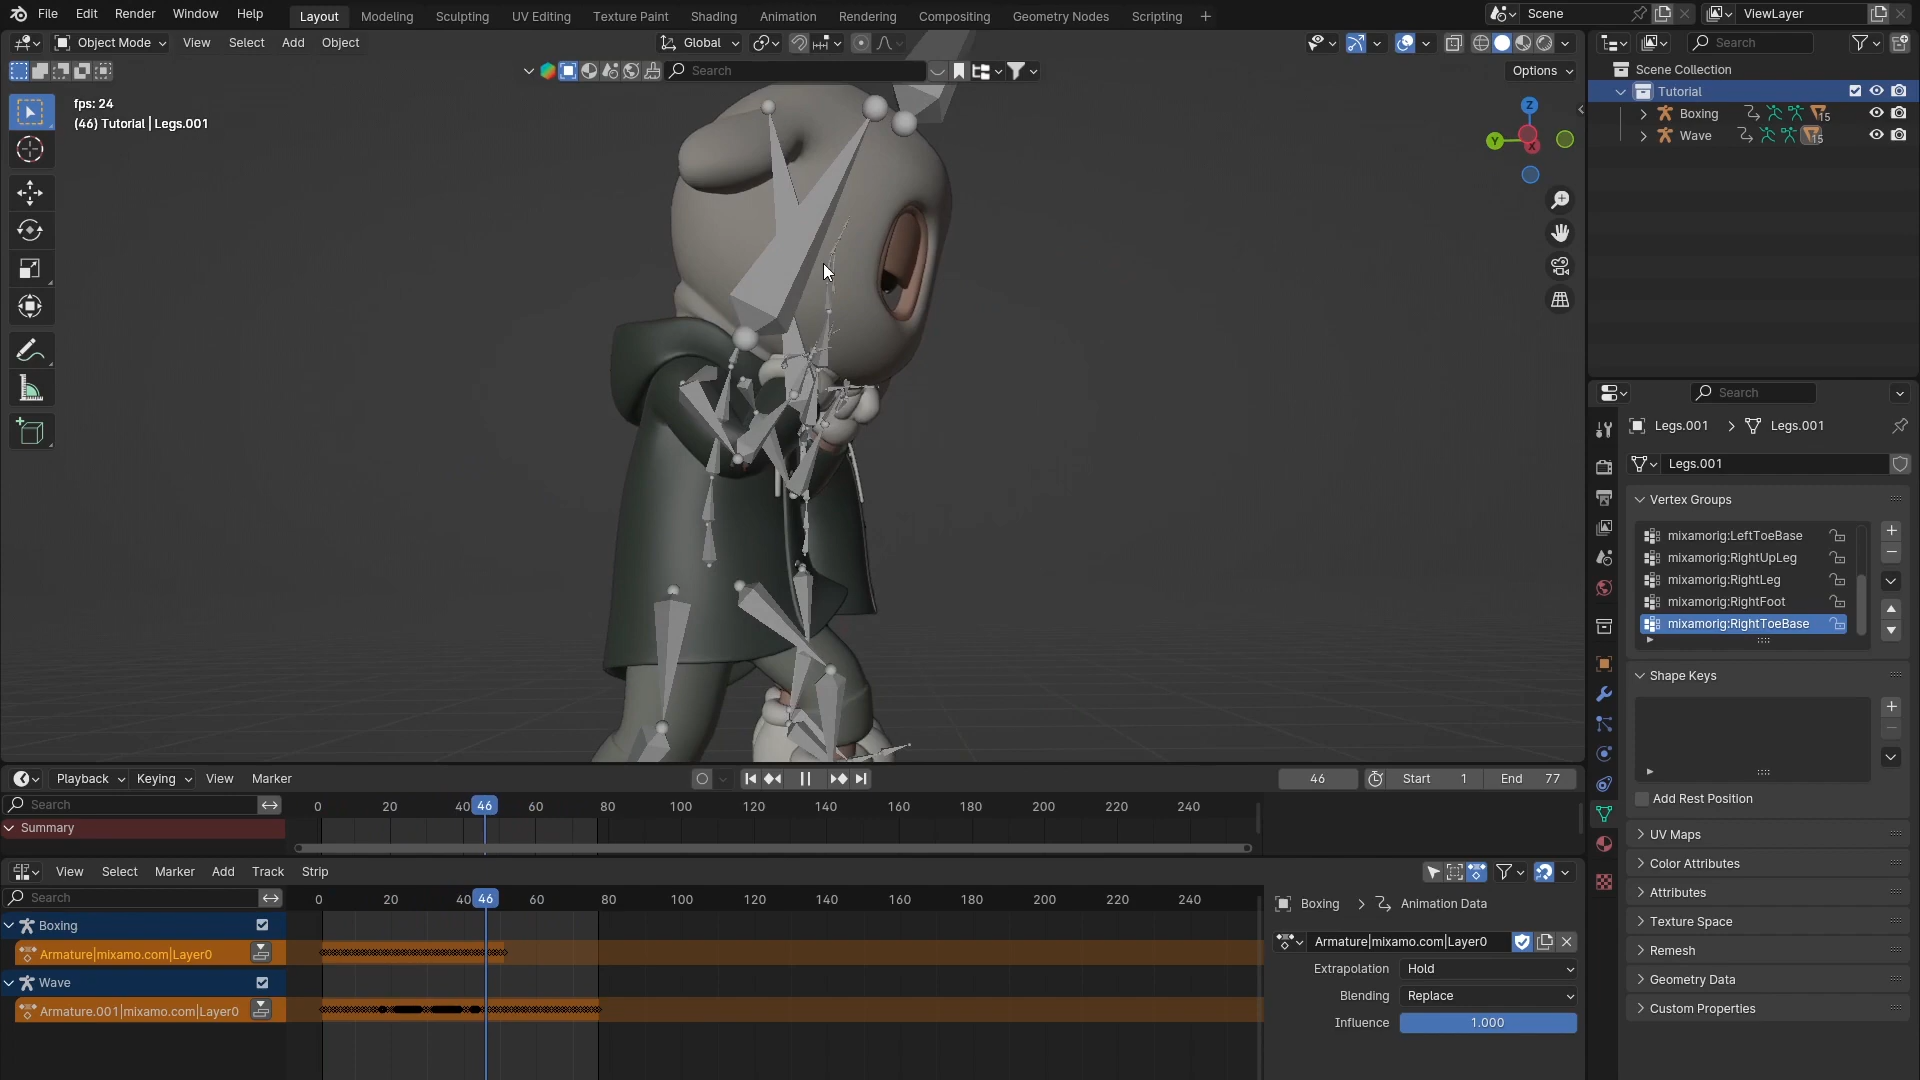 File Edit Render Window Help Layout Modeling Sculpting UV Editing Texture Paint Shading Animation Rendering Compositing Geometry Nodes Scripting + Scene ViewLayer
Object Mode View Select Add Object Global Search
Search Options
Scene Collection
Tutorial
Boxing 15
Wave 15
fps: 24
(46) Tutorial | Legs.001
Z
Y
X
Search
Legs.001 > Legs.001
Legs.001
Vertex Groups
mixamorig:LeftToeBase
mixamorig:RightUpLeg
mixamorig:RightLeg
mixamorig:RightFoot
mixamorig:RightToeBase
Shape Keys
Add Rest Position
UV Maps
Color Attributes
Attributes
Texture Space
Remesh
Geometry Data
Custom Properties
Playback Keying View Marker 46 Start 1 End 77
Search 0 20 40 46 60 80 100 120 140 160 180 200 220 240
Summary
View Select Marker Add Track Strip
Search 0 20 40 46 60 80 100 120 140 160 180 200 220 240
Boxing
Armature|mixamo.com|Layer0
Wave
Armature.001|mixamo.com|Layer0
Boxing > Animation Data
Armature|mixamo.com|Layer0
Extrapolation Hold
Blending Replace
Influence 1.000